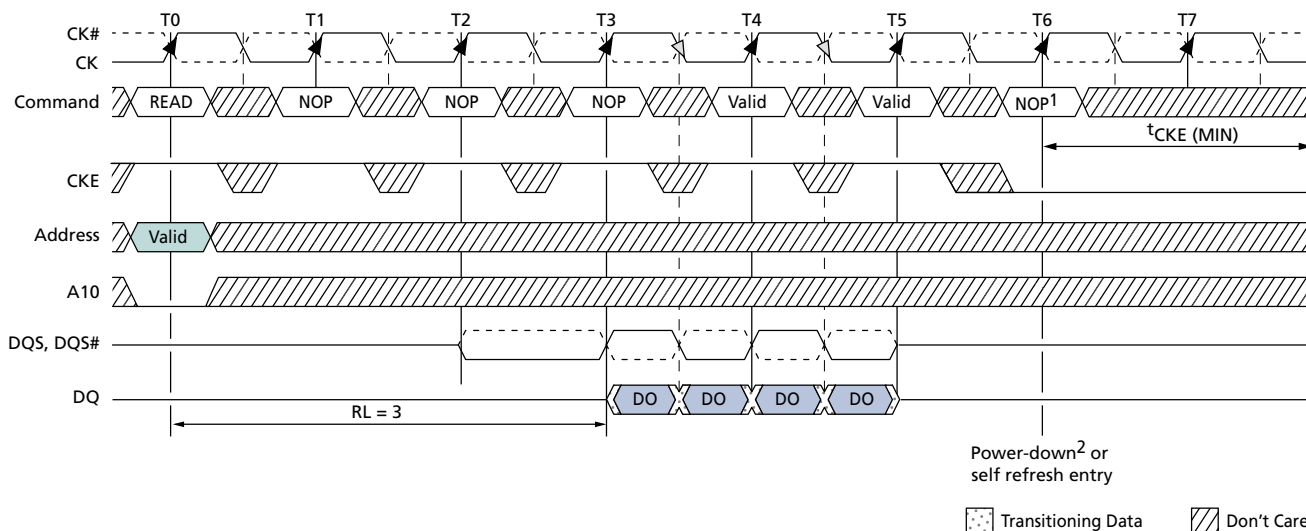 T0 T1 T2 T3 T4 T5 T6 T7
CK#
CK
Command READ NOP NOP NOP Valid Valid NOP1
tCKE (MIN)
CKE
Address Valid
A10
DQS, DQS#
DQ DO DO DO DO
RL = 3
Power-down2 or
self refresh entry
Transitioning Data Don't Care